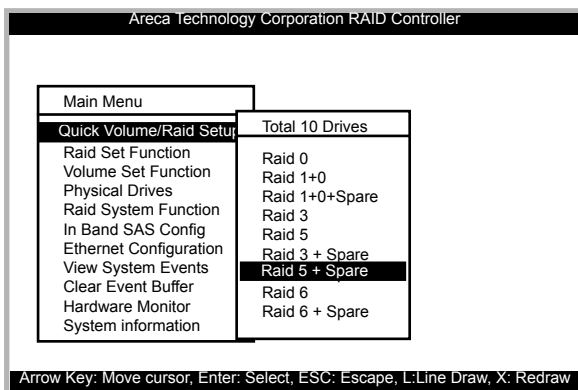 Areca Technology Corporation RAID Controller
Main Menu
Quick Volume/Raid Setup
Raid Set Function
Volume Set Function
Physical Drives
Raid System Function
In Band SAS Config
Ethernet Configuration
View System Events
Clear Event Buffer
Hardware Monitor
System information
Total 10 Drives
Raid 0
Raid 1+0
Raid 1+0+Spare
Raid 3
Raid 5
Raid 3 + Spare
Raid 5 + Spare
Raid 6
Raid 6 + Spare
Arrow Key: Move cursor, Enter: Select, ESC: Escape, L:Line Draw, X: Redraw